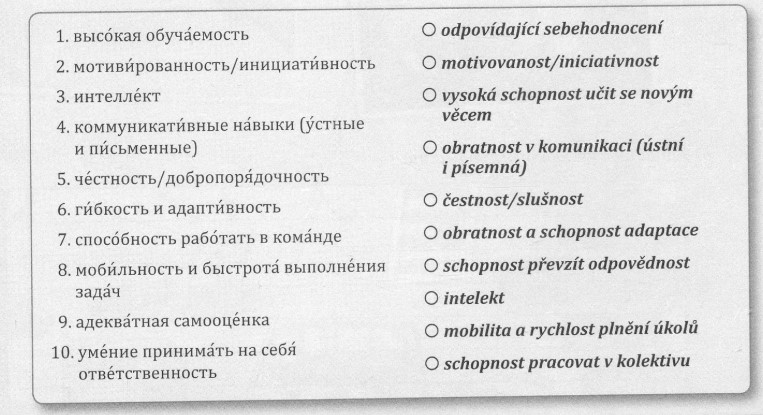 1. высо́кая обуча́емость
2. мотиви́рованность/инициати́вность
3. интелле́кт
4. коммуникати́вные на́выки (у́стные
и пи́сьменные)
5. че́стность/добропоря́дочность
6. ги́бкость и адапти́вность
7. спосо́бность рабо́тать в кома́нде
8. моби́льность и быстрота́ выполне́ния
зада́ч
9. адеква́тная самооце́нка
10. уме́ние принима́ть на себя́
отве́тственность
odpovídající sebehodnocení
motivovanost/iniciativnost
vysoká schopnost učit se novým
věcem
obratnost v komunikaci (ústní
i písemná)
čestnost/slušnost
obratnost a schopnost adaptace
schopnost převzít odpovědnost
intelekt
mobilita a rychlost plnění úkolů
schopnost pracovat v kolektivu